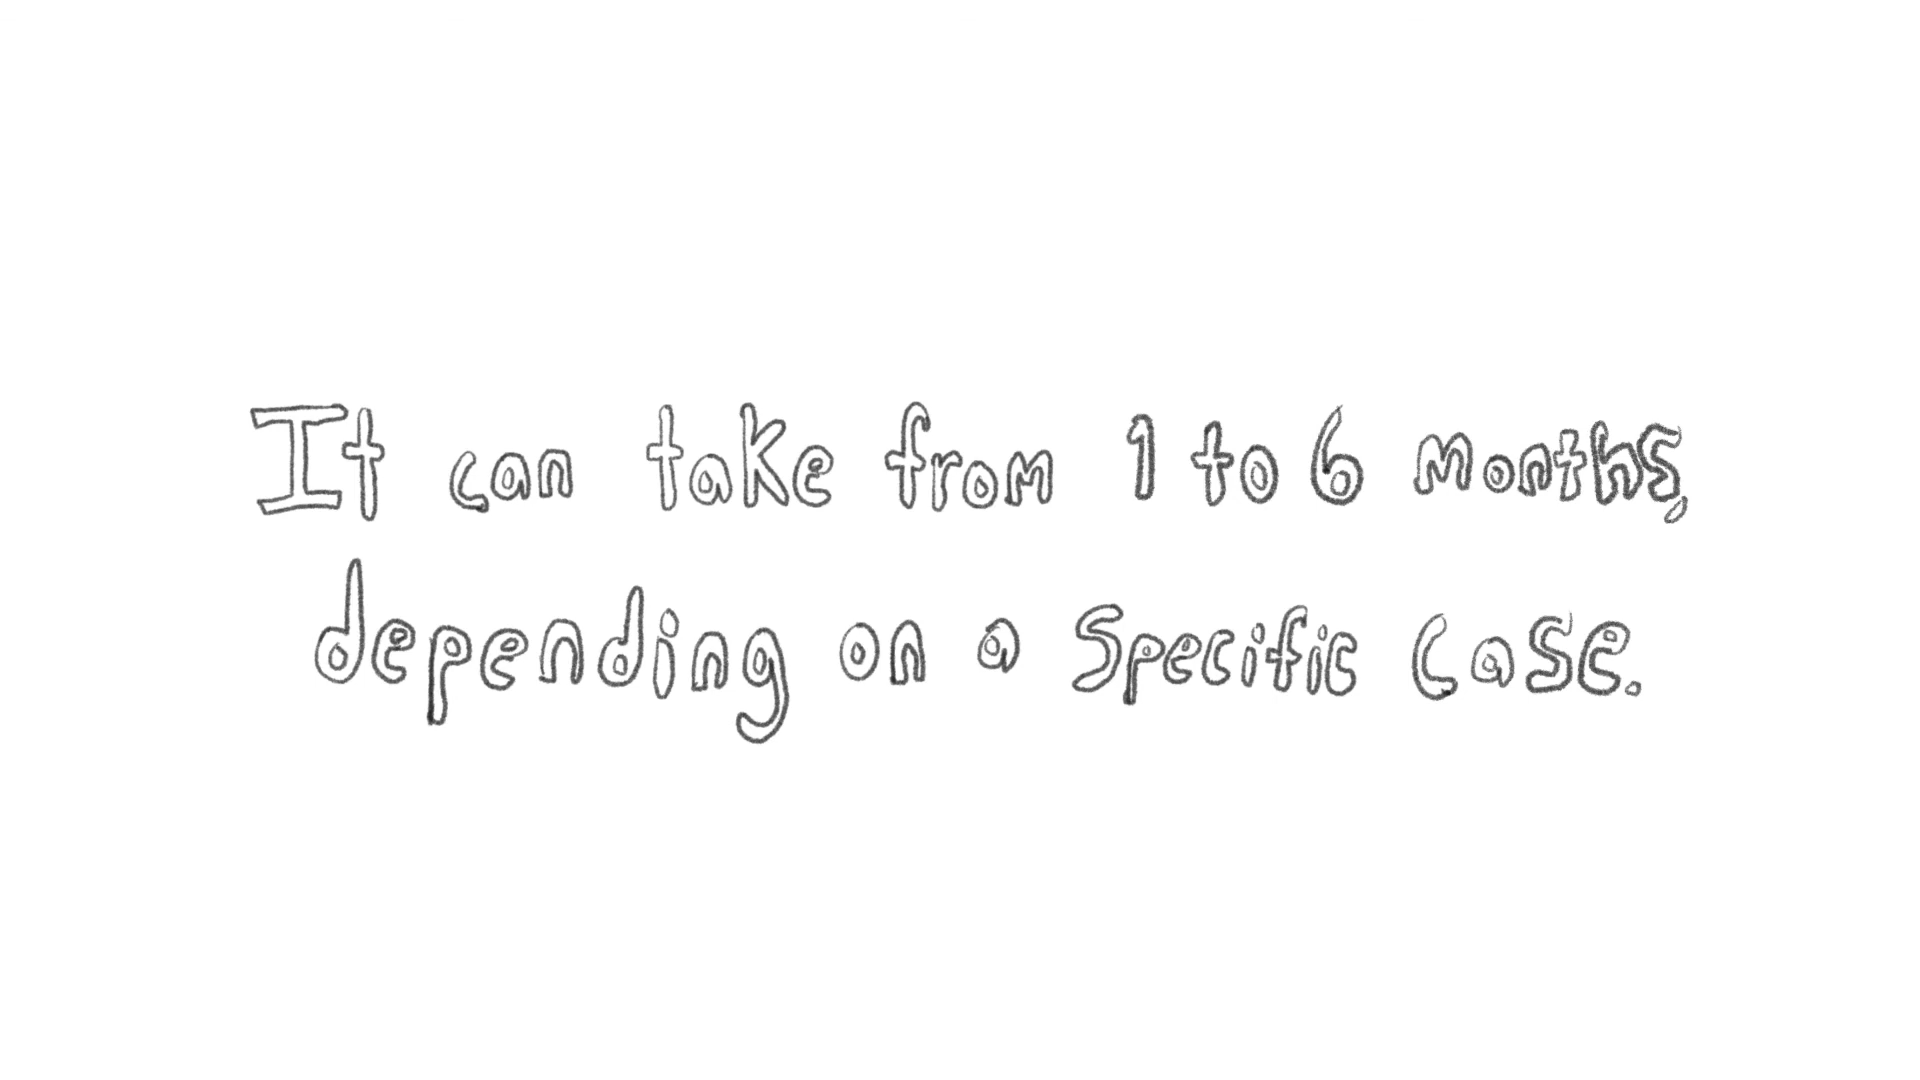 It can take from 1 to 6 months,
depending on a specific case.